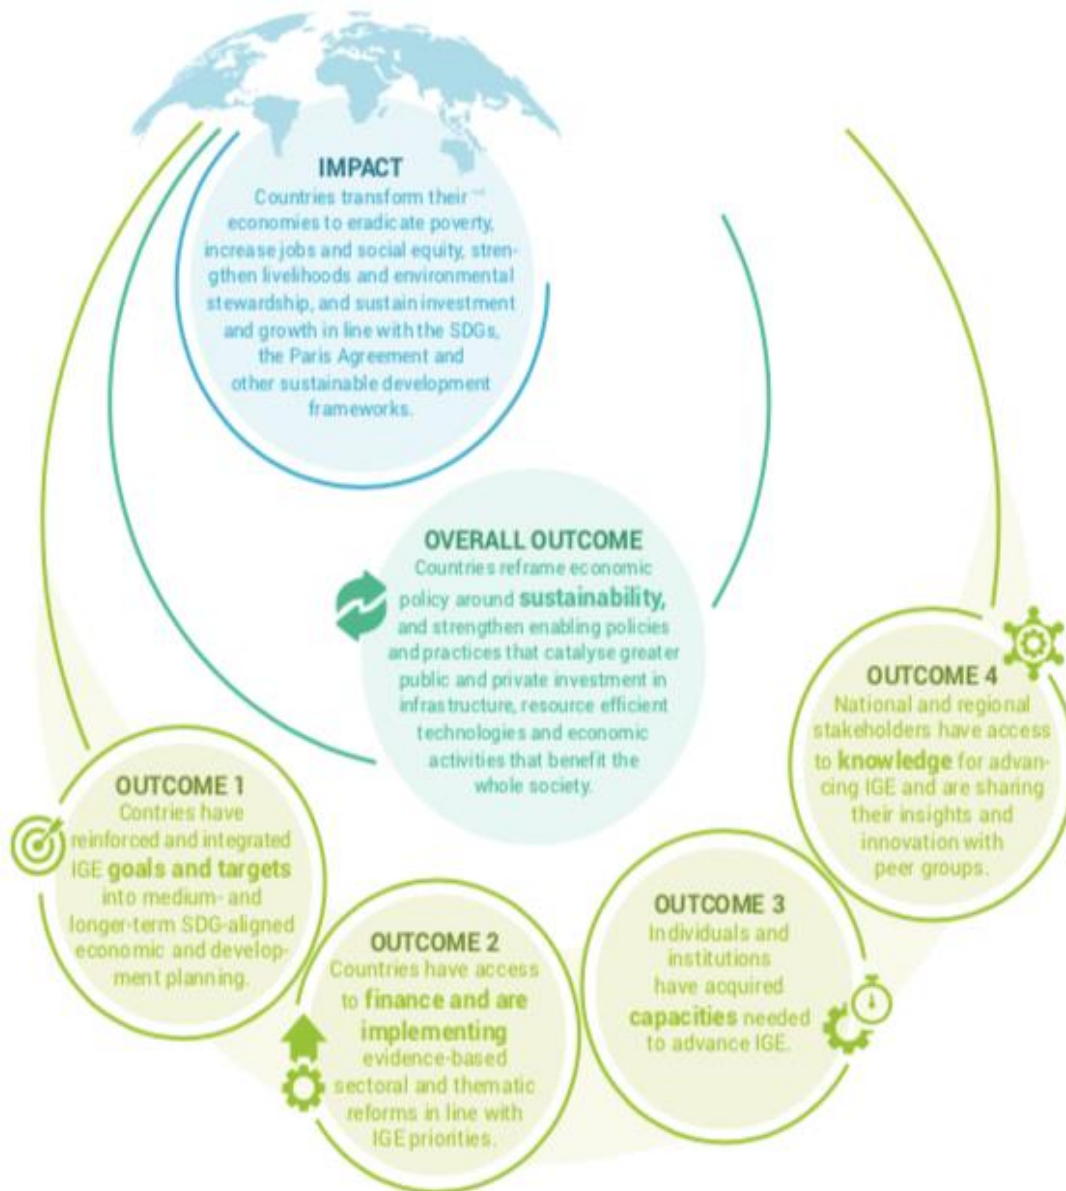 IMPACT
Countries transform their
economies to eradicate poverty,
increase jobs and social equity, stren-
gthen livelihoods and environmental
stewardship, and sustain investment
and growth in line with the SDGs,
the Paris Agreement and
other sustainable development
frameworks.
OVERALL OUTCOME
Countries reframe economic
policy around sustainability,
and strengthen enabling policies
and practices that catalyse greater
public and private investment in
infrastructure, resource efficient
technologies and economic
activities that benefit the
whole society.
OUTCOME 1
Contries have
reinforced and integrated
IGE goals and targets
into medium- and
longer-term SDG-aligned
economic and develop-
ment planning.
OUTCOME 2
Countries have access
to finance and are
implementing
evidence-based
sectoral and thematic
reforms in line with
IGE priorities.
OUTCOME 3
Individuals and
institutions
have acquired
capacities needed
to advance IGE.
OUTCOME 4
National and regional
stakeholders have access
to knowledge for advan-
cing IGE and are sharing
their insights and
innovation with
peer groups.